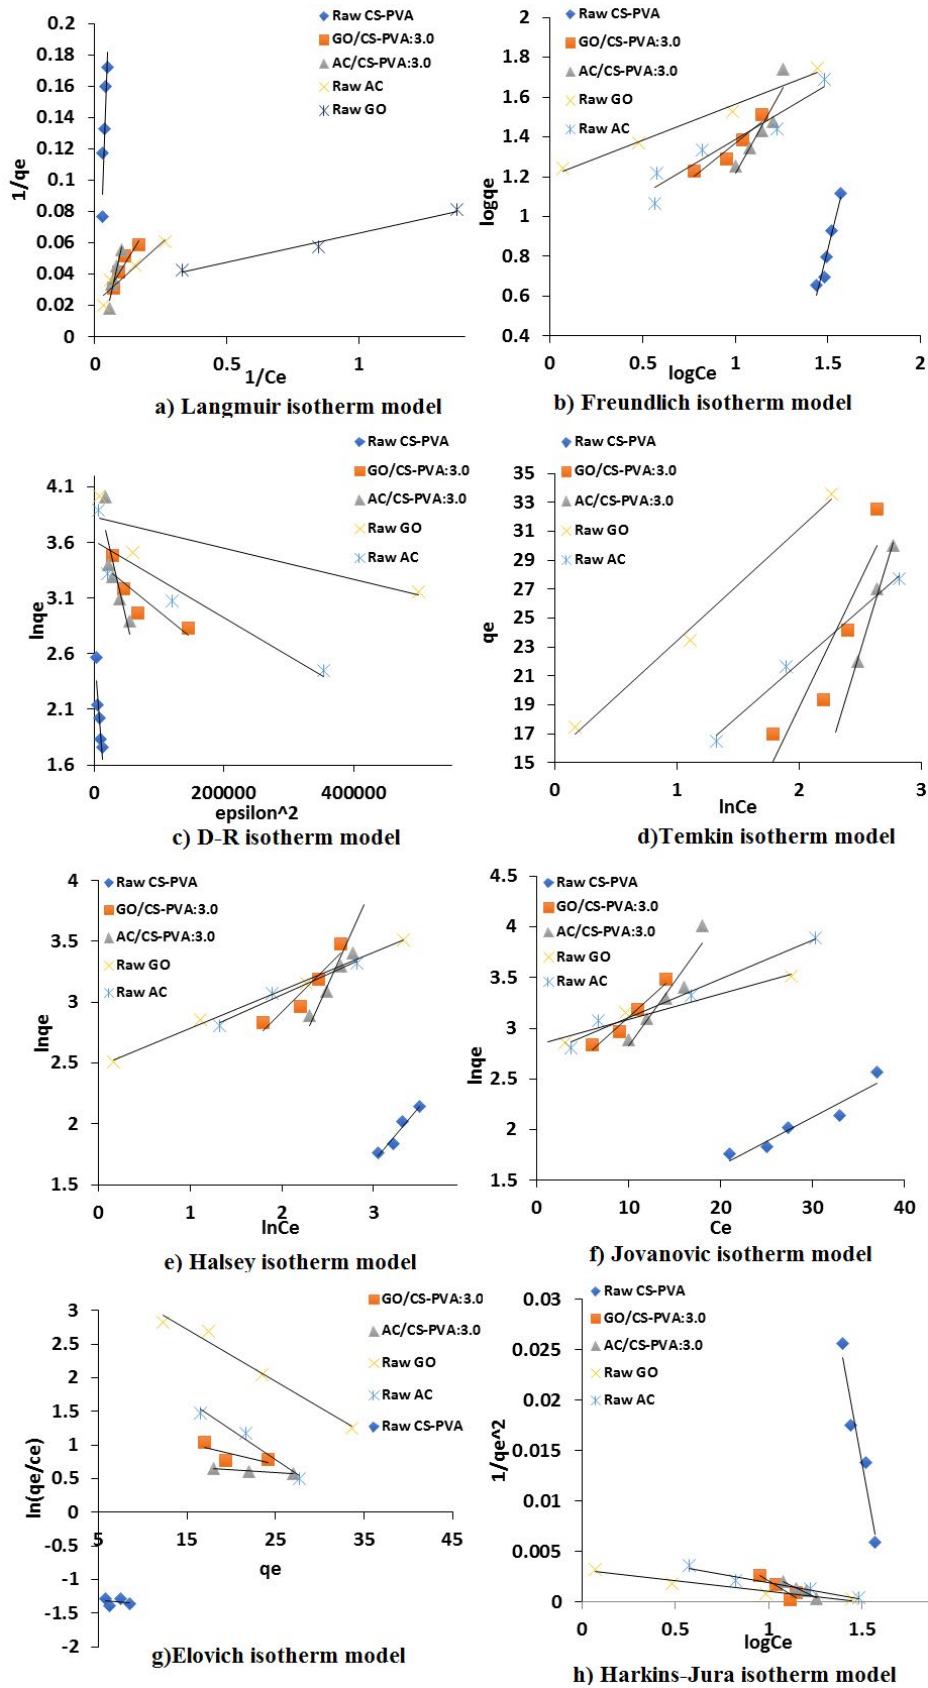 0.2
0.18
0.16
0.14
0.12
0.1
0.08
0.06
0.04
0.02
0
1/qe
0
0.5
1
1/Ce
Raw CS-PVA
GO/CS-PVA:3.0
AC/CS-PVA:3.0
Raw AC
Raw GO
a) Langmuir isotherm model
2
1.8
1.6
1.4
1.2
1
0.8
0.6
0.4
logqe
0
0.5
1
1.5
2
logCe
Raw CS-PVA
GO/CS-PVA:3.0
AC/CS-PVA:3.0
Raw GO
Raw AC
b) Freundlich isotherm model
4.1
3.6
3.1
2.6
2.1
1.6
lnqe
0
200000
400000
epsilon^2
Raw CS-PVA
GO/CS-PVA:3.0
AC/CS-PVA:3.0
Raw GO
Raw AC
c) D-R isotherm model
35
33
31
29
27
25
23
21
19
17
15
qe
0
1
2
3
lnCe
Raw CS-PVA
GO/CS-PVA:3.0
AC/CS-PVA:3.0
Raw GO
Raw AC
d)Temkin isotherm model
4
3.5
3
2.5
2
1.5
lnqe
0
1
2
3
lnCe
Raw CS-PVA
GO/CS-PVA:3.0
AC/CS-PVA:3.0
Raw GO
Raw AC
e) Halsey isotherm model
4.5
4
3.5
3
2.5
2
1.5
lnqe
0
10
20
30
40
Ce
Raw CS-PVA
GO/CS-PVA:3.0
AC/CS-PVA:3.0
Raw GO
Raw AC
f) Jovanovic isotherm model
3
2.5
2
1.5
1
0.5
0
-0.5
-1
-1.5
-2
ln(qe/ce)
5
15
25
35
45
qe
GO/CS-PVA:3.0
AC/CS-PVA:3.0
Raw GO
Raw AC
Raw CS-PVA
g)Elovich isotherm model
0.03
0.025
0.02
0.015
0.01
0.005
0
1/qe^2
0
0.5
1
1.5
logCe
Raw CS-PVA
GO/CS-PVA:3.0
AC/CS-PVA:3.0
Raw GO
Raw AC
h) Harkins-Jura isotherm model